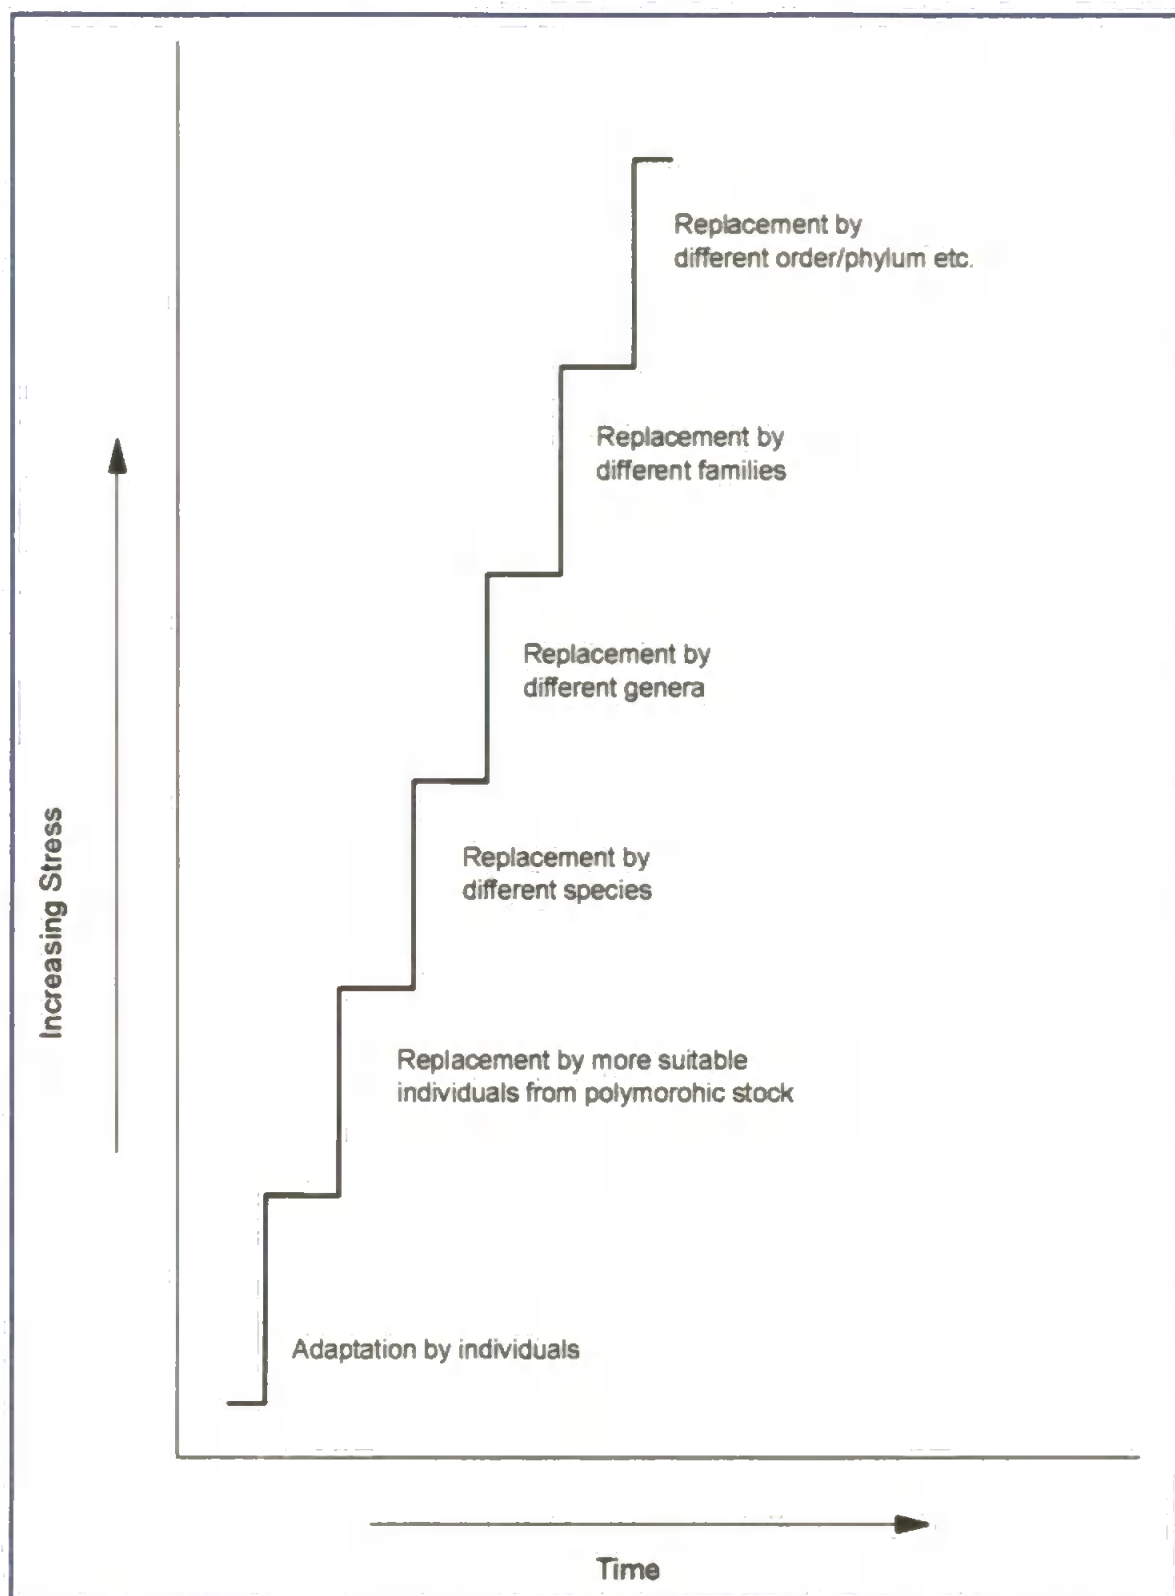 Replacement by
different order/phylum etc.
Replacement by
different families
Replacement by
different genera
Replacement by
different species
Replacement by more suitable
individuals from polymorohic stock
Adaptation by individuals
Increasing Stress
Time